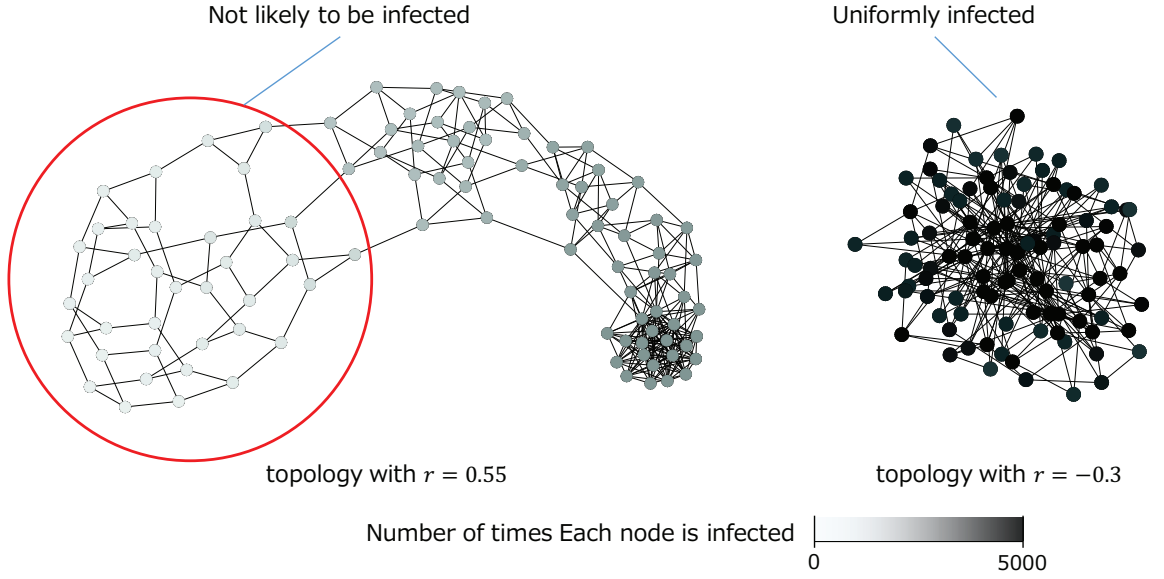 Not likely to be infected
Uniformly infected
topology with r = 0.55
topology with r = −0.3
Number of times Each node is infected
0
5000